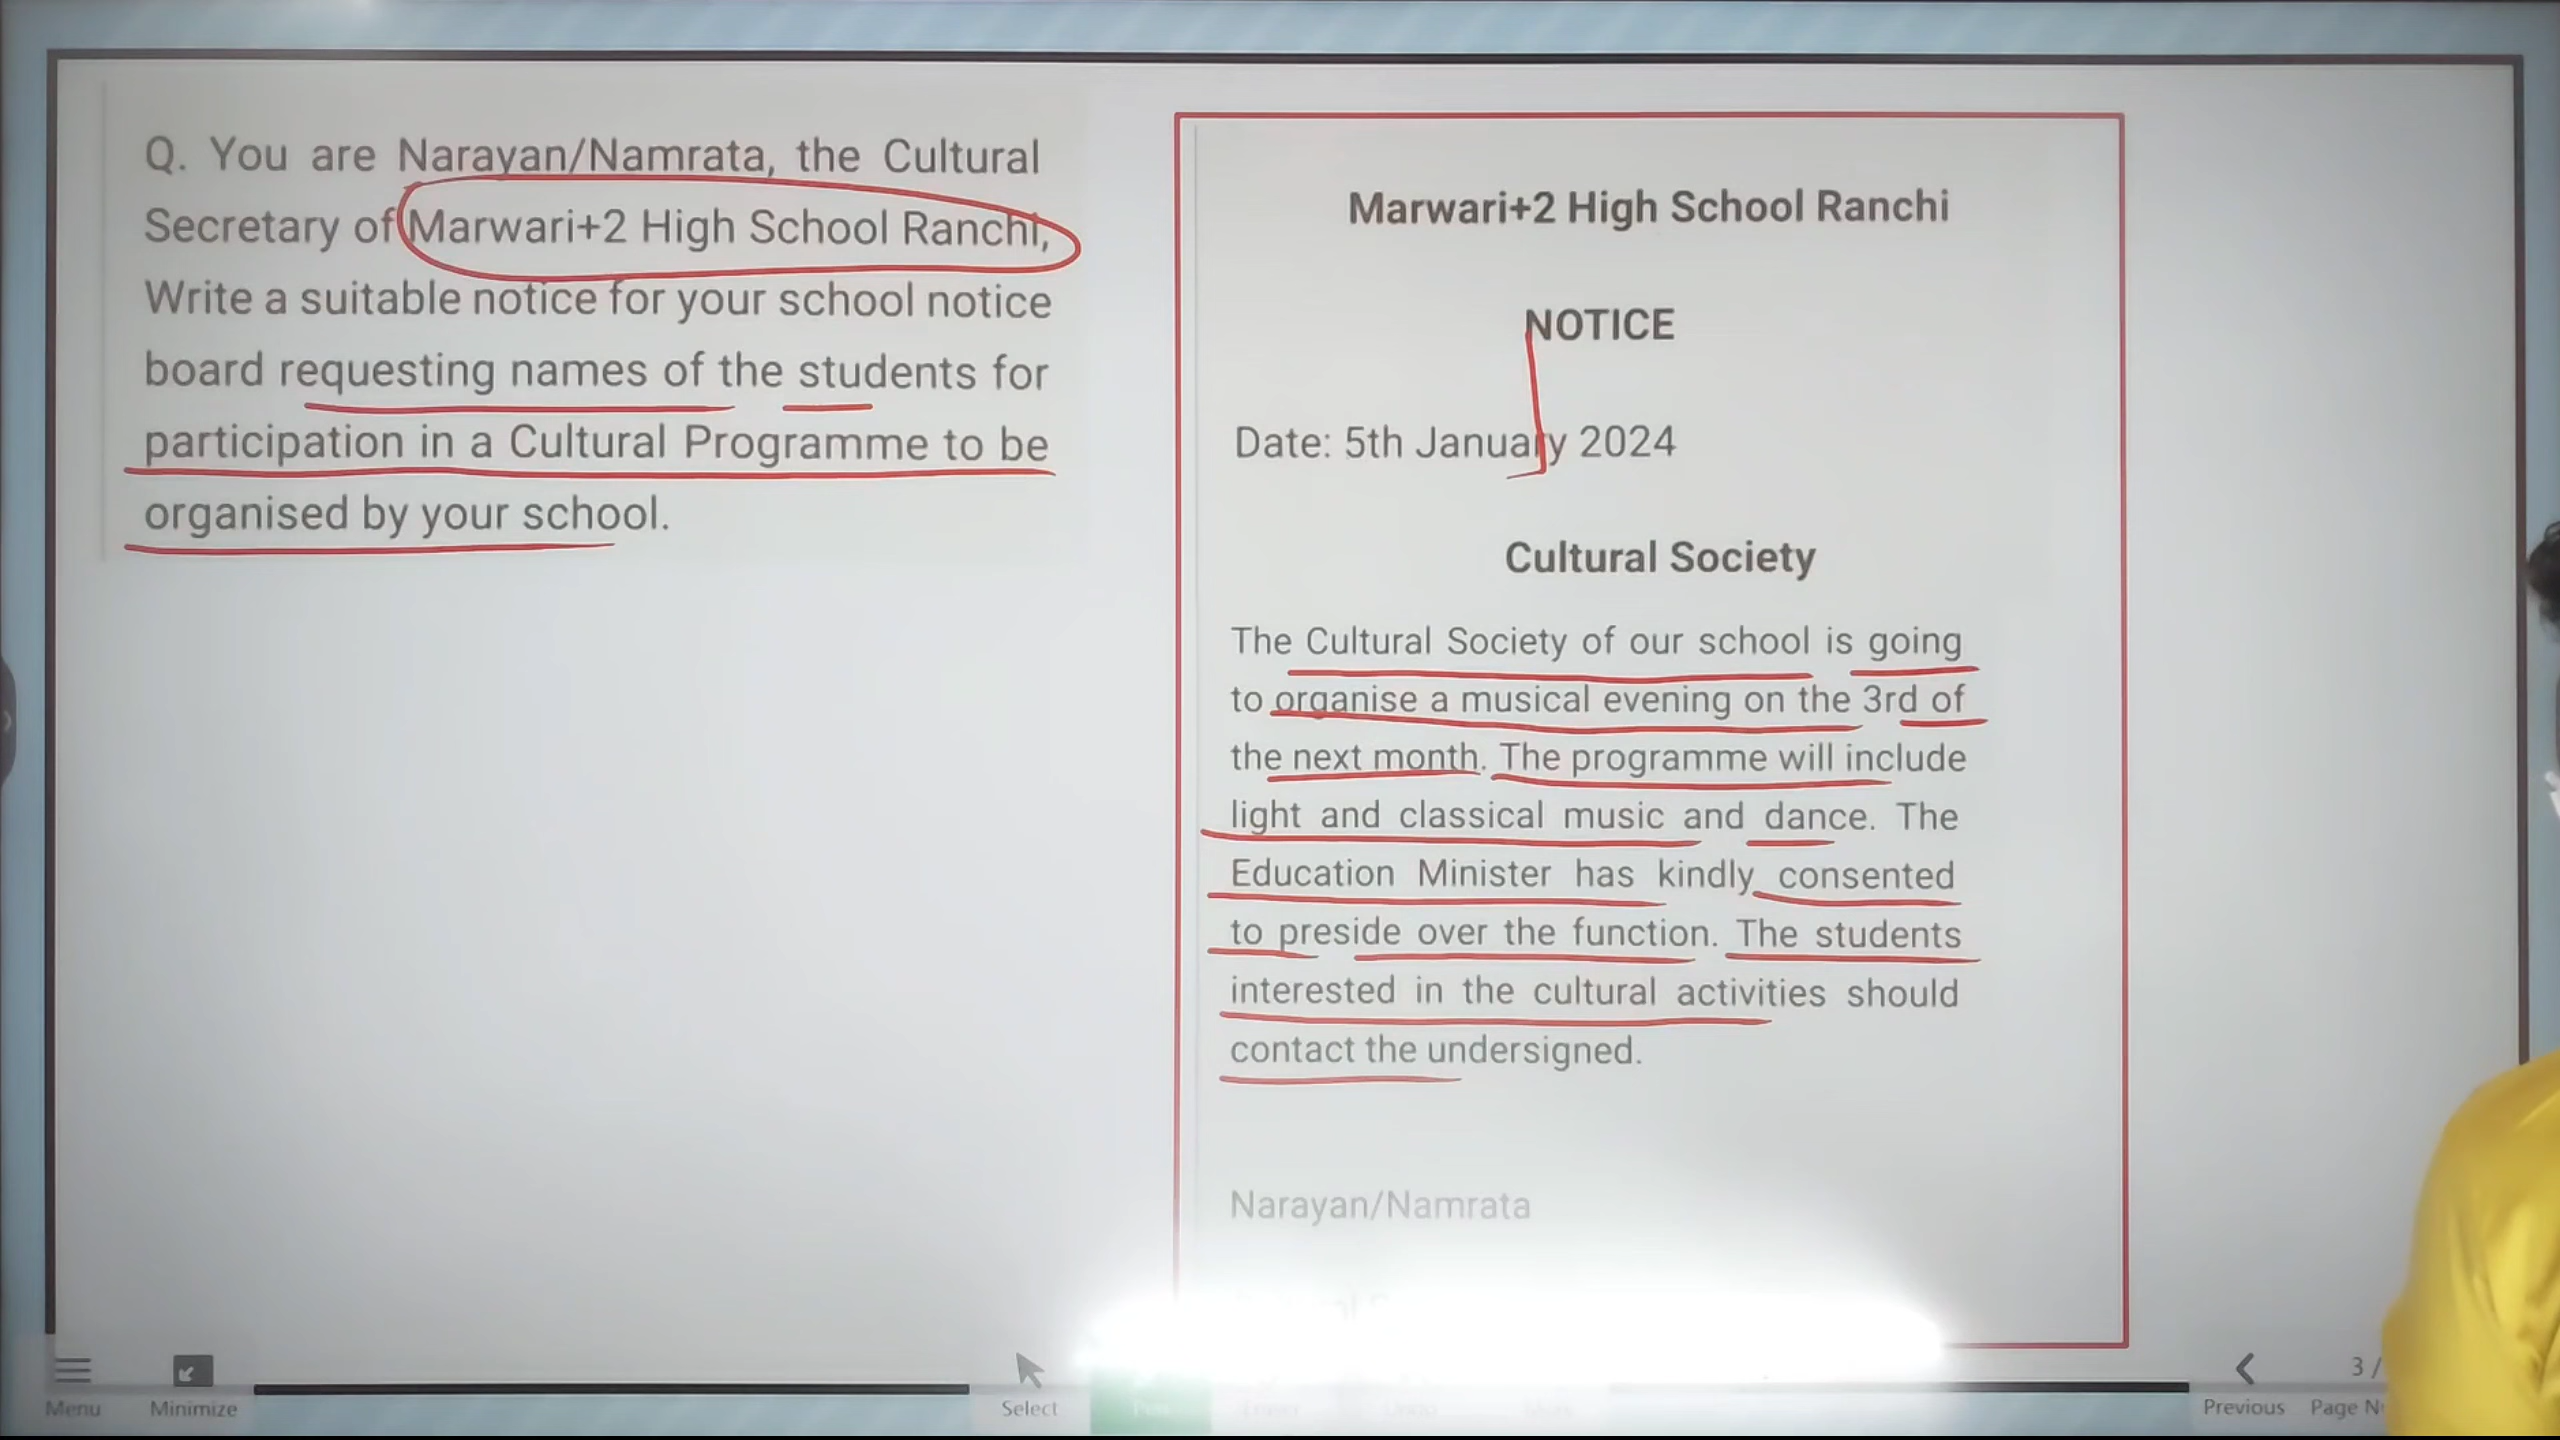 Q. You are Narayan/Namrata, the Cultural
Secretary of Marwari+2 High School Ranchi,
Write a suitable notice for your school notice
board requesting names of the students for
participation in a Cultural Programme to be
organised by your school.
Marwari+2 High School Ranchi
NOTICE
Date: 5th January 2024
Cultural Society
The Cultural Society of our school is going
to organise a musical evening on the 3rd of
the next month. The programme will include
light and classical music and dance. The
Education Minister has kindly consented
to preside over the function. The students
interested in the cultural activities should
contact the undersigned.
Narayan/Namrata
Menu
Minimize
Select
Previous
3 /
Page